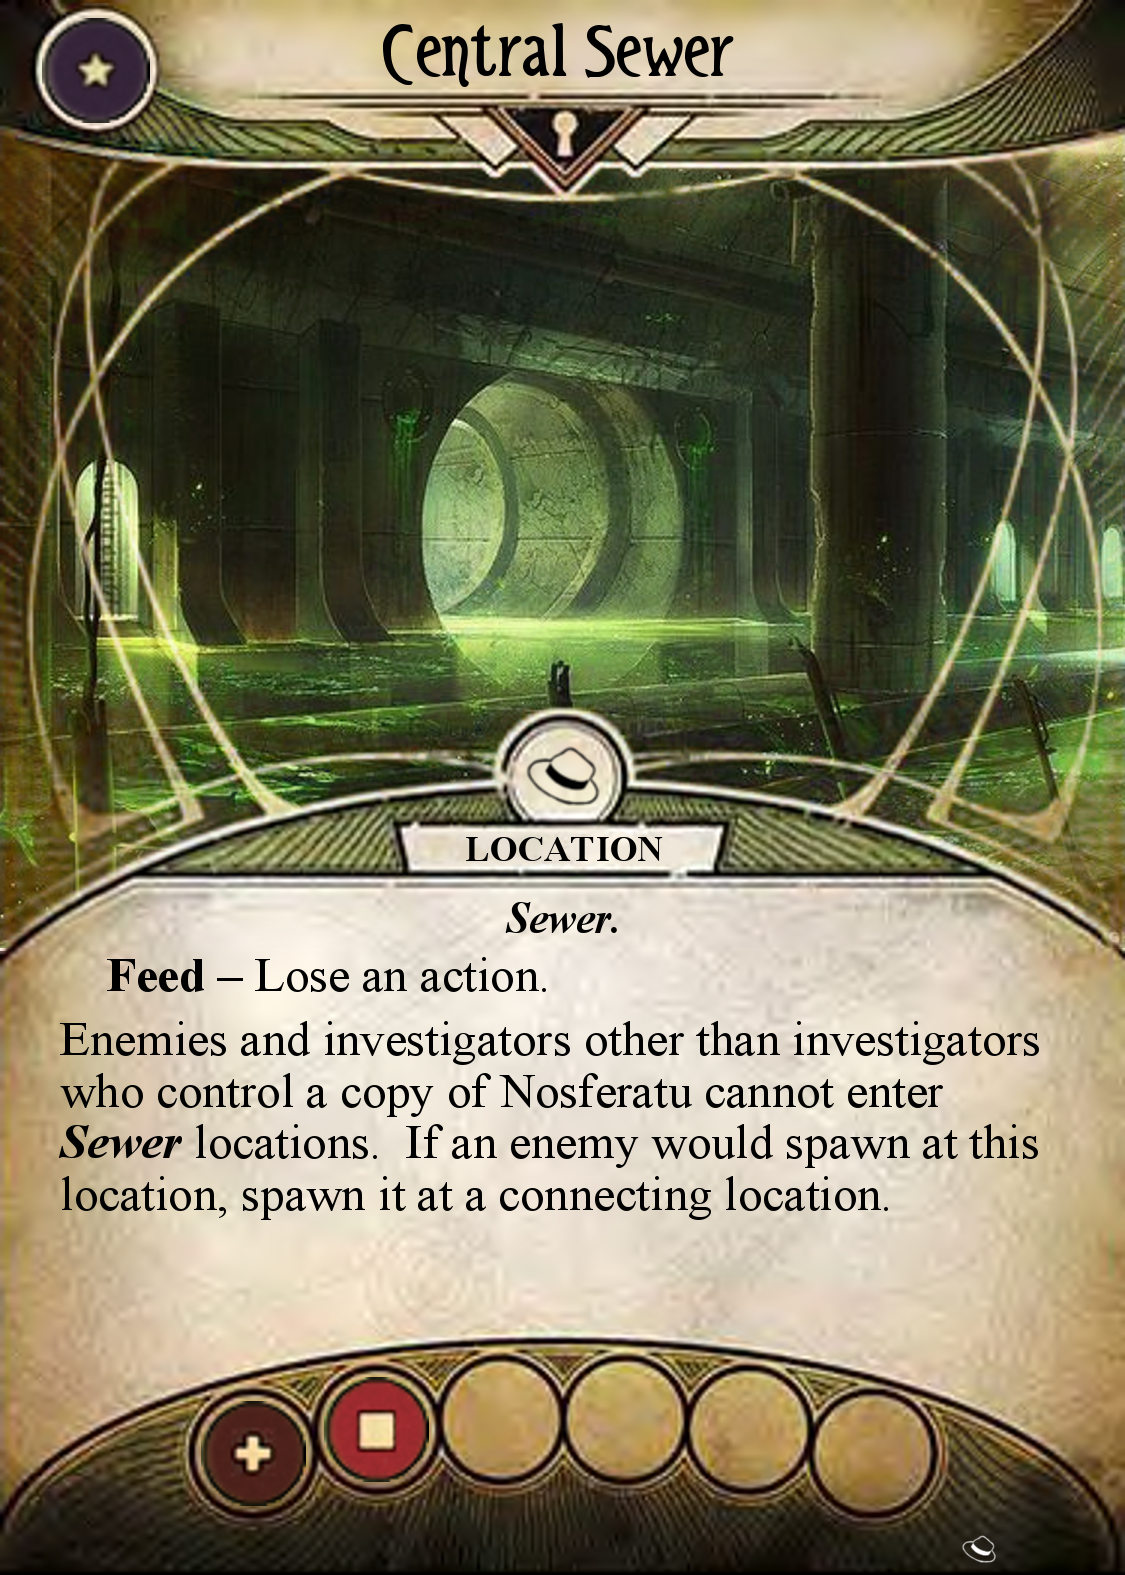 Central Sewer
LOCATION
Sewer.
Feed – Lose an action.
Enemies and investigators other than investigators
who control a copy of Nosferatu cannot enter
Sewer locations.  If an enemy would spawn at this
location, spawn it at a connecting location.